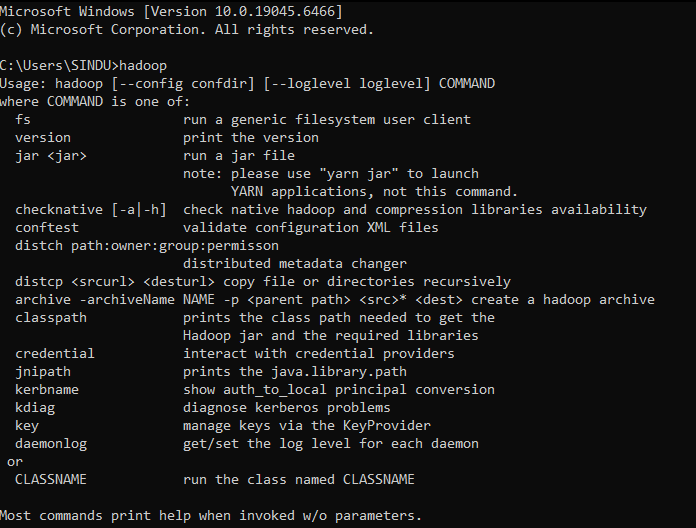 Microsoft Windows [Version 10.0.19045.6466]
(c) Microsoft Corporation. All rights reserved.
C:\Users\SINDU>hadoop
Usage: hadoop [--config confdir] [--loglevel loglevel] COMMAND
where COMMAND is one of:
  fs                   run a generic filesystem user client
  version              print the version
  jar <jar>            run a jar file
                       note: please use "yarn jar" to launch
                             YARN applications, not this command.
  checknative [-a|-h]  check native hadoop and compression libraries availability
  conftest             validate configuration XML files
  distch path:owner:group:permisson
                       distributed metadata changer
  distcp <srcurl> <desturl> copy file or directories recursively
  archive -archiveName NAME -p <parent path> <src>* <dest> create a hadoop archive
  classpath            prints the class path needed to get the
                       Hadoop jar and the required libraries
  credential           interact with credential providers
  jnipath              prints the java.library.path
  kerbname             show auth_to_local principal conversion
  kdiag                diagnose kerberos problems
  key                  manage keys via the KeyProvider
  daemonlog            get/set the log level for each daemon
 or
  CLASSNAME            run the class named CLASSNAME
Most commands print help when invoked w/o parameters.